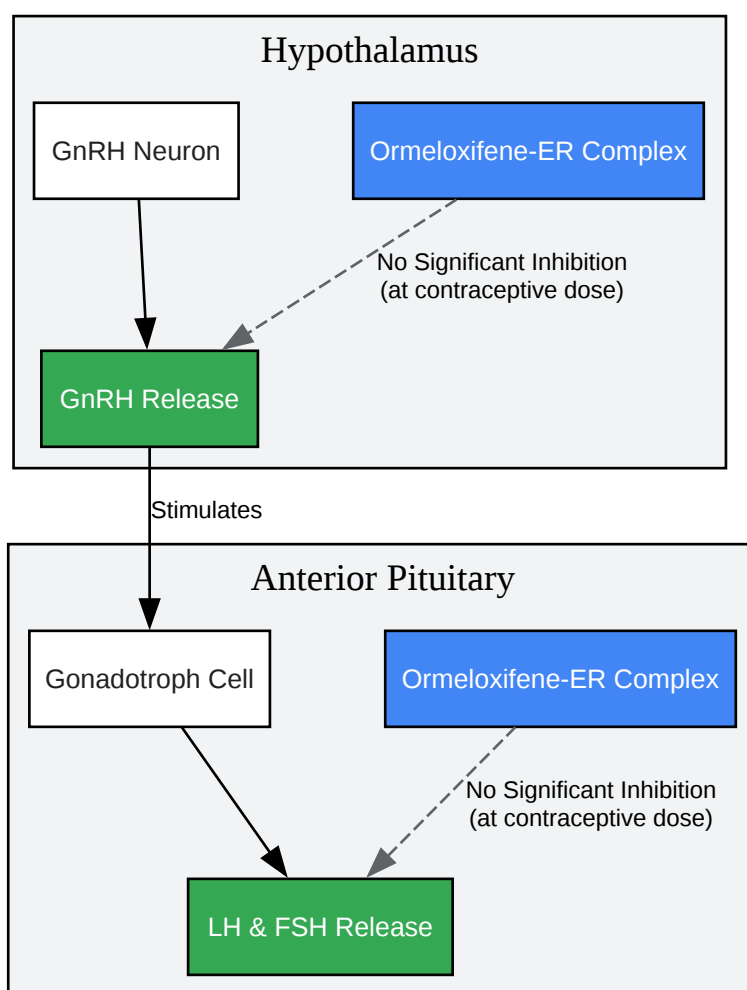 Hypothalamus
GnRH Neuron
Ormeloxifene-ER Complex
No Significant Inhibition
(at contraceptive dose)
GnRH Release
Stimulates
Anterior Pituitary
Gonadotroph Cell
Ormeloxifene-ER Complex
No Significant Inhibition
(at contraceptive dose)
LH & FSH Release